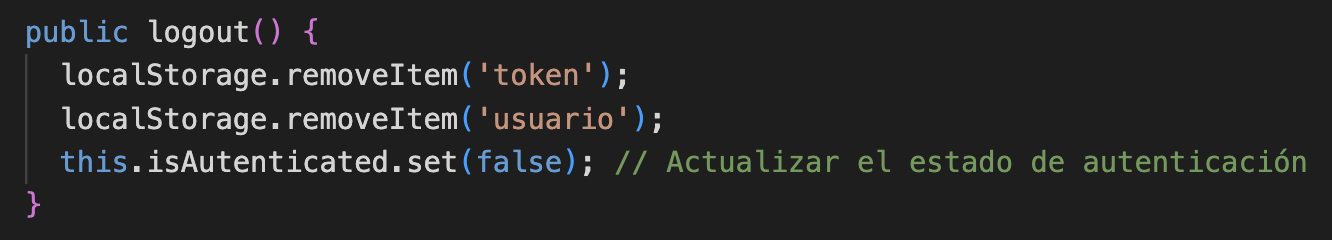 public logout() {
  localStorage.removeItem('token');
  localStorage.removeItem('usuario');
  this.isAutenticated.set(false); // Actualizar el estado de autenticación
}